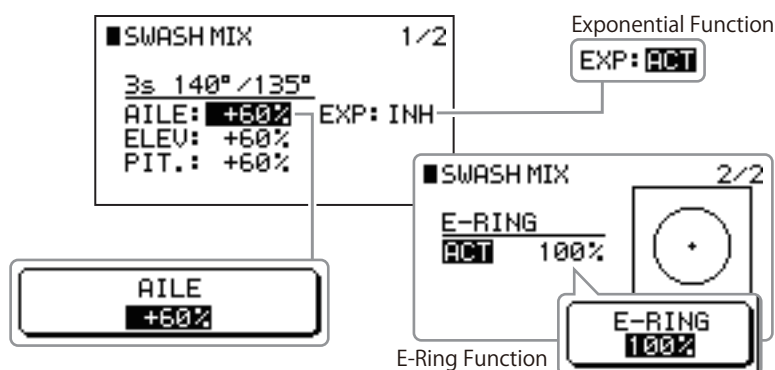 ■SWASH MIX 1/2
3s 140°/135°
AILE: +60% EXP: INH
ELEV: +60%
PIT.: +60%
Exponential Function
EXP: ACT
■SWASH MIX 2/2
E-RING
ACT 100%
AILE
+60%
E-RING
100%
E-Ring Function